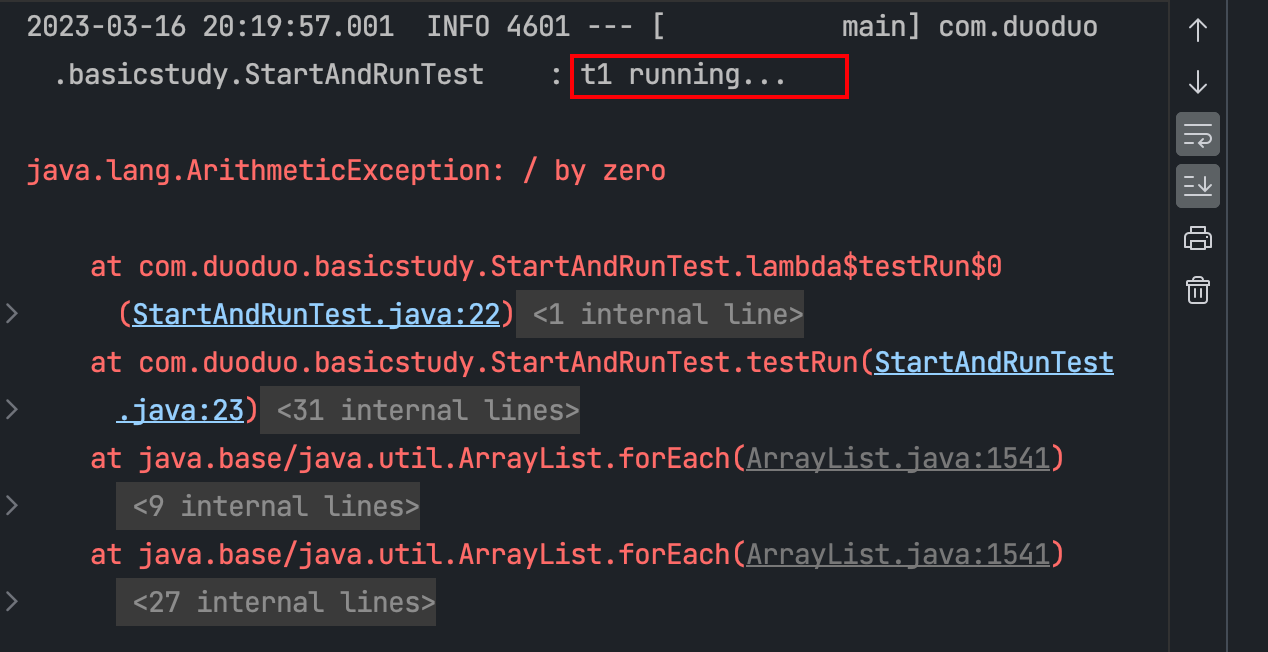 2023-03-16 20:19:57.001  INFO 4601 --- [           main] com.duoduo
.basicstudy.StartAndRunTest    : t1 running...
java.lang.ArithmeticException: / by zero
at com.duoduo.basicstudy.StartAndRunTest.lambda$testRun$0
(StartAndRunTest.java:22) <1 internal line>
at com.duoduo.basicstudy.StartAndRunTest.testRun(StartAndRunTest
.java:23) <31 internal lines>
at java.base/java.util.ArrayList.forEach(ArrayList.java:1541)
<9 internal lines>
at java.base/java.util.ArrayList.forEach(ArrayList.java:1541)
<27 internal lines>